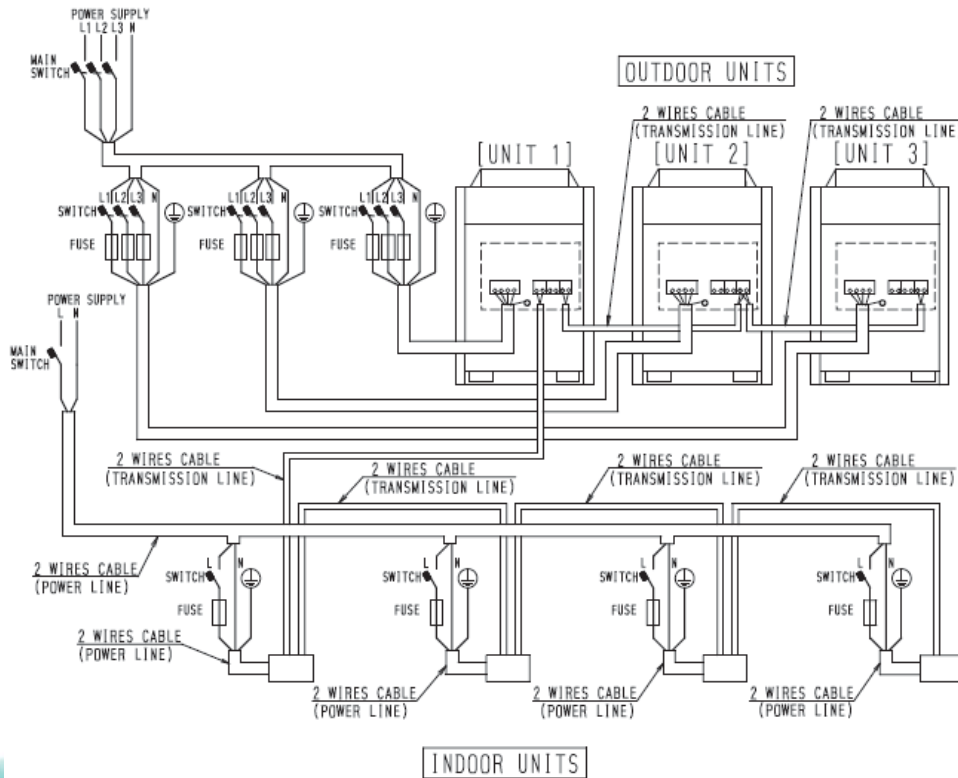 POWER SUPPLY
L1 L2 L3 N
MAIN
SWITCH
OUTDOOR UNITS
2 WIRES CABLE
(TRANSMISSION LINE)
2 WIRES CABLE
(TRANSMISSION LINE
[UNIT 1]
[UNIT 2]
[UNIT 3]
L1 L2 L3 N
SWITCH
FUSE
L1 L2 L3 N
SWITCH
FUSE
L1 L2 L3 N
SWITCH
FUSE
POWER SUPPLY
L N
MAIN
SWITCH
2 WIRES CABLE
(TRANSMISSION LINE)
2 WIRES CABLE
(TRANSMISSION LINE)
2 WIRES CABLE
(TRANSMISSION LINE)
2 WIRES CABLE
(TRANSMISSION LINE)
2 WIRES CABLE
(POWER LINE)
L N
SWITCH
FUSE
L N
SWITCH
FUSE
L N
SWITCH
FUSE
L N
SWITCH
FUSE
2 WIRES CABLE
(POWER LINE)
2 WIRES CABLE
(POWER LINE)
2 WIRES CABLE
(POWER LINE)
2 WIRES CABLE
(POWER LINE)
INDOOR UNITS